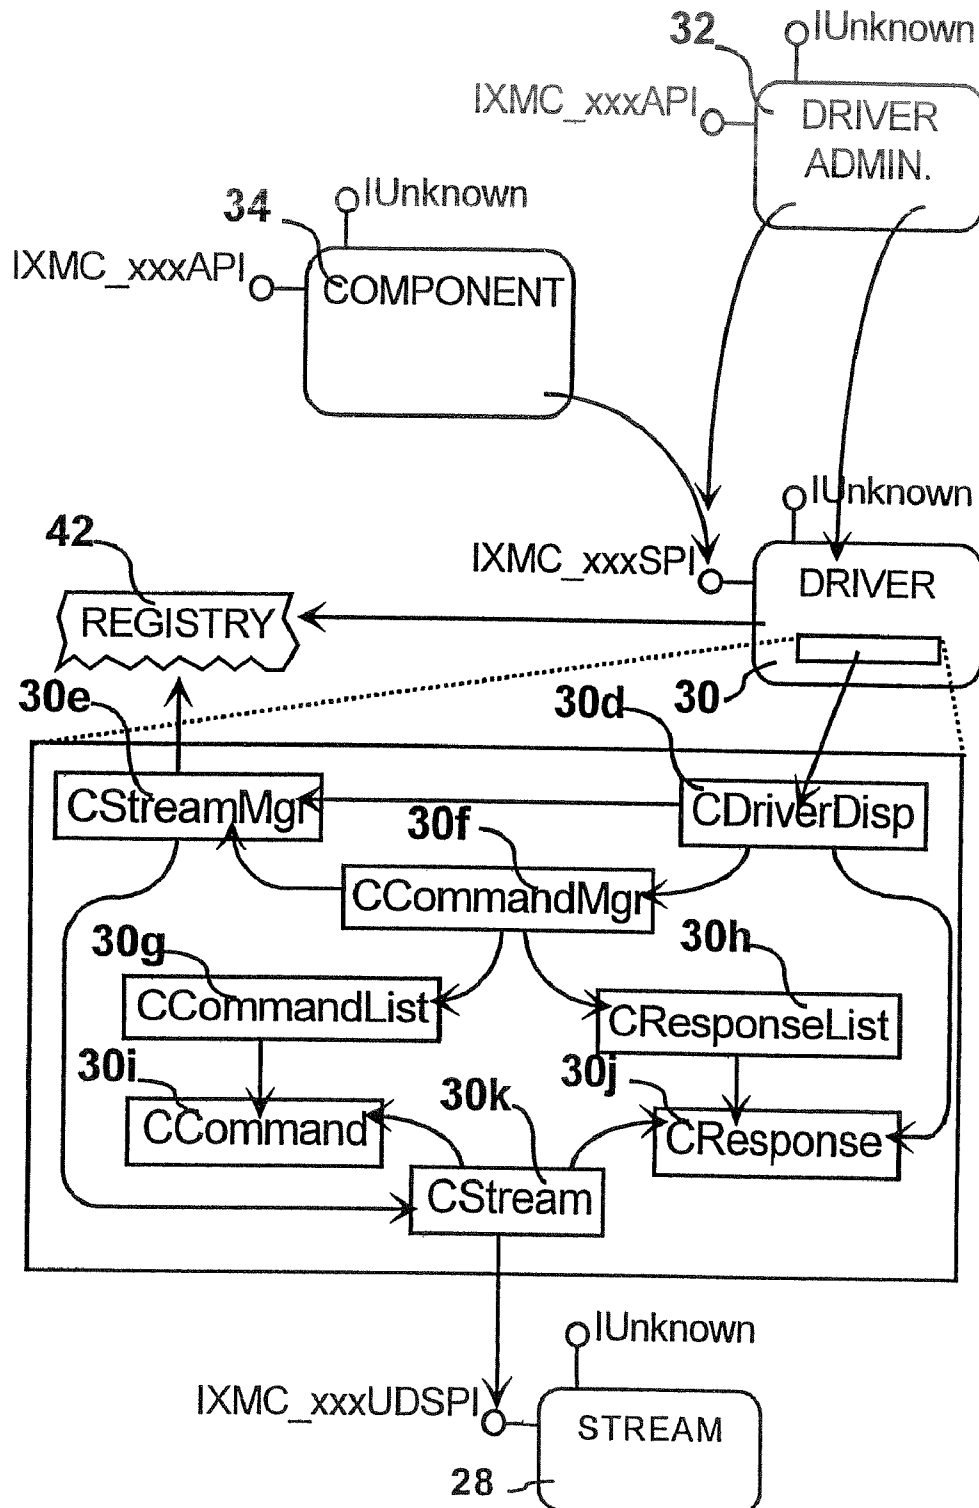 32
IUnknown
IXMC_xxxAPI
DRIVER
ADMIN.
34
IUnknown
IXMC_xxxAPI
COMPONENT
IUnknown
42
IXMC_xxxSPI
DRIVER
REGISTRY
30e
30d
30
CStreamMgr
CDriverDisp
30f
CCommandMgr
30g
30h
CCommandList
CResponseList
30i
30k
30j
CCommand
CResponse
CStream
IUnknown
IXMC_xxxUDSPI
STREAM
28